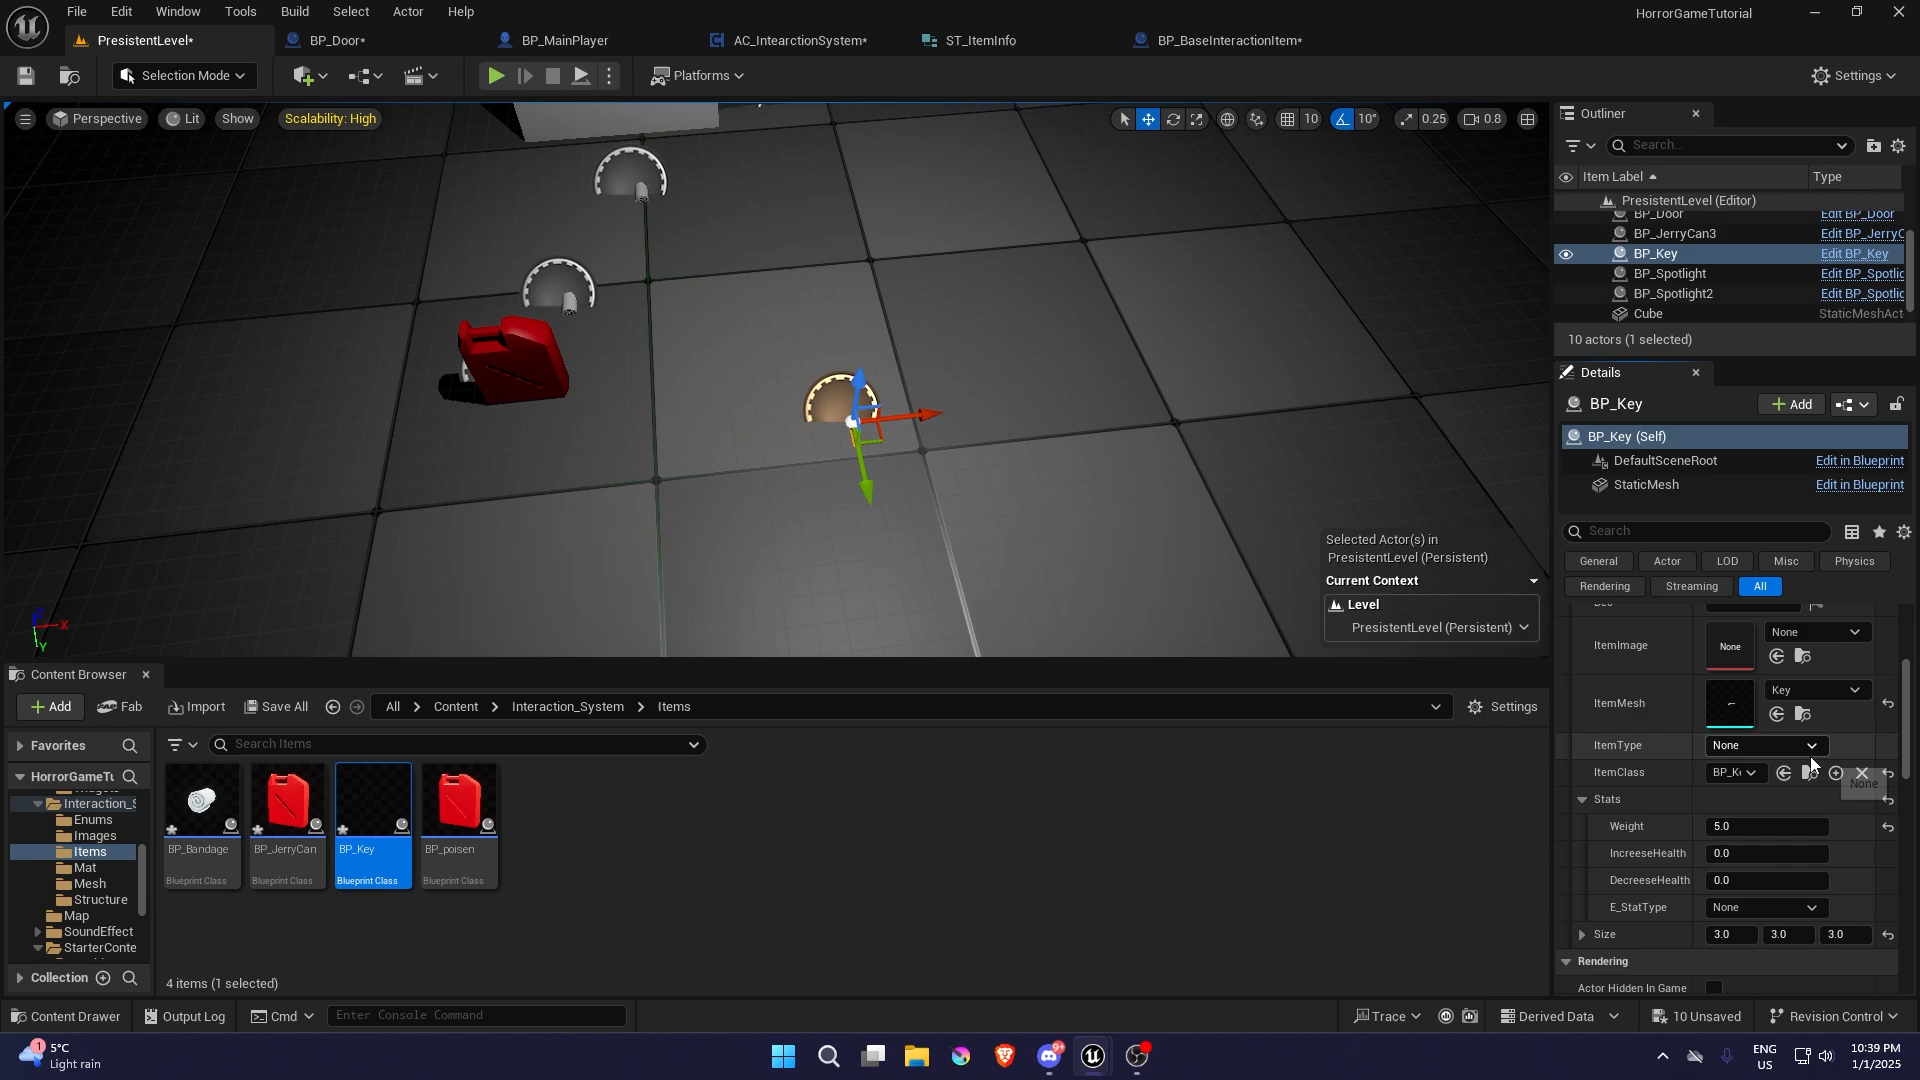 File Edit Window Tools Build Select Actor Help HorrorGameTutorial
PresistentLevel* BP_Door* BP_MainPlayer AC_IntearctionSystem* ST_ItemInfo BP_BaseInteractionItem*
Selection Mode Platforms Settings
Perspective Lit Show Scalability: High 10 10° 0.25 0.8
Outliner
Search...
Item Label Type
PresistentLevel (Editor)
BP_Door Edit BP_Door
BP_JerryCan3 Edit BP_JerryC
BP_Key Edit BP_Key
BP_Spotlight Edit BP_Spotlig
BP_Spotlight2 Edit BP_Spotlig
Cube StaticMeshAct
10 actors (1 selected)
Details
BP_Key Add
BP_Key (Self)
DefaultSceneRoot Edit in Blueprint
StaticMesh Edit in Blueprint
Search
General Actor LOD Misc Physics
Rendering Streaming All
ItemImage None None
ItemMesh Key
ItemType None
ItemClass BP_K
None
Stats
Weight 5.0
IncreeseHealth 0.0
DecreeseHealth 0.0
E_StatType None
Size 3.0 3.0 3.0
Rendering
Actor Hidden In Game
Selected Actor(s) in
PresistentLevel (Persistent)
Current Context
Level
PresistentLevel (Persistent)
X
Y
Content Browser
Add Fab Import Save All All Content Interaction_System Items Settings
Favorites
Search Items
HorrorGameTu
Interaction_S
Enums
Images
Items
Mat
Mesh
Structure
Map
SoundEffect
StarterConte
Collection
BP_Bandage BP_JerryCan BP_Key BP_poisen
Blueprint Class Blueprint Class Blueprint Class Blueprint Class
4 items (1 selected)
Content Drawer Output Log Cmd Enter Console Command Trace Derived Data 10 Unsaved Revision Control
1
5°C
Light rain
9+
ENG
US
10:39 PM
1/1/2025